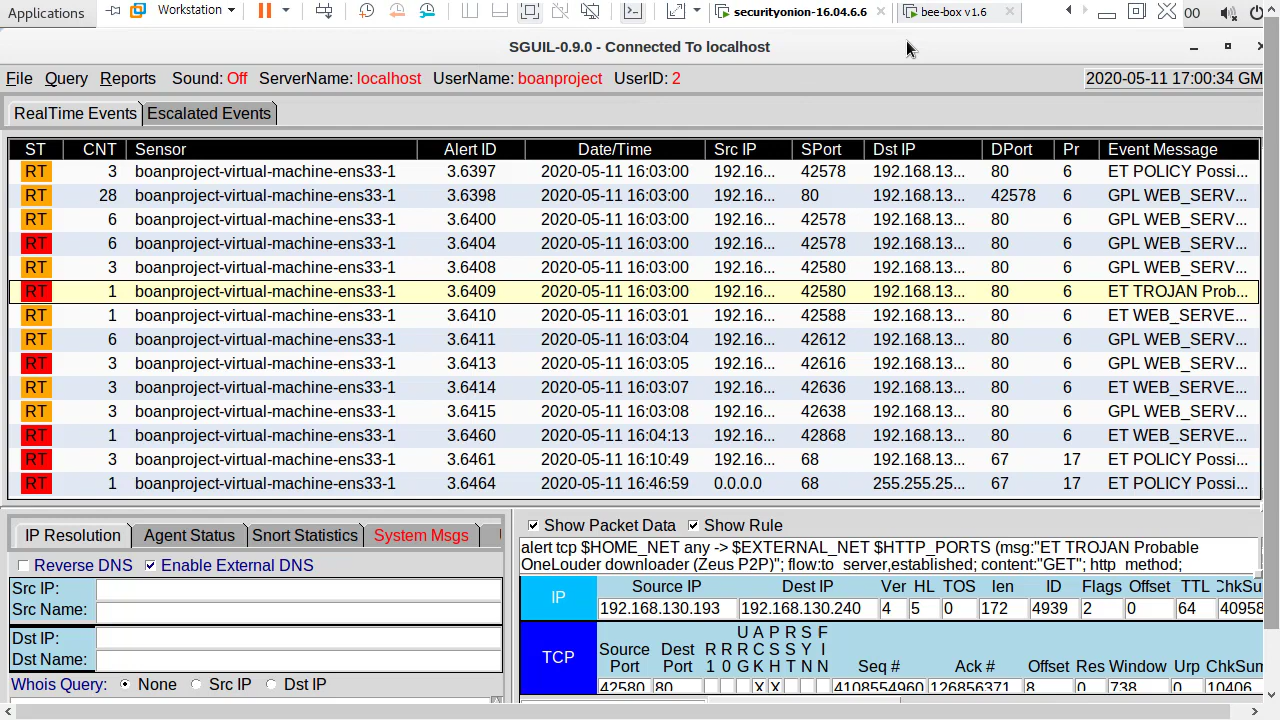 Applications Workstation securityonion-16.04.6.6 bee-box v1.6 00
SGUIL-0.9.0 - Connected To localhost
File Query Reports Sound: Off ServerName: localhost UserName: boanproject UserID: 2 2020-05-11 17:00:34 GM
RealTime Events Escalated Events
ST CNT Sensor Alert ID Date/Time Src IP SPort Dst IP DPort Pr Event Message
RT 3 boanproject-virtual-machine-ens33-1 3.6397 2020-05-11 16:03:00 192.16... 42578 192.168.13... 80 6 ET POLICY Possi...
RT 28 boanproject-virtual-machine-ens33-1 3.6398 2020-05-11 16:03:00 192.16... 80 192.168.13... 42578 6 GPL WEB_SERV...
RT 6 boanproject-virtual-machine-ens33-1 3.6400 2020-05-11 16:03:00 192.16... 42578 192.168.13... 80 6 GPL WEB_SERV...
RT 6 boanproject-virtual-machine-ens33-1 3.6404 2020-05-11 16:03:00 192.16... 42578 192.168.13... 80 6 GPL WEB_SERV...
RT 3 boanproject-virtual-machine-ens33-1 3.6408 2020-05-11 16:03:00 192.16... 42580 192.168.13... 80 6 GPL WEB_SERV...
RT 1 boanproject-virtual-machine-ens33-1 3.6409 2020-05-11 16:03:00 192.16... 42580 192.168.13... 80 6 ET TROJAN Prob...
RT 1 boanproject-virtual-machine-ens33-1 3.6410 2020-05-11 16:03:01 192.16... 42588 192.168.13... 80 6 ET WEB_SERVE...
RT 6 boanproject-virtual-machine-ens33-1 3.6411 2020-05-11 16:03:04 192.16... 42612 192.168.13... 80 6 GPL WEB_SERV...
RT 3 boanproject-virtual-machine-ens33-1 3.6413 2020-05-11 16:03:05 192.16... 42616 192.168.13... 80 6 GPL WEB_SERV...
RT 3 boanproject-virtual-machine-ens33-1 3.6414 2020-05-11 16:03:07 192.16... 42636 192.168.13... 80 6 ET WEB_SERVE...
RT 3 boanproject-virtual-machine-ens33-1 3.6415 2020-05-11 16:03:08 192.16... 42638 192.168.13... 80 6 GPL WEB_SERV...
RT 1 boanproject-virtual-machine-ens33-1 3.6460 2020-05-11 16:04:13 192.16... 42868 192.168.13... 80 6 ET WEB_SERVE...
RT 3 boanproject-virtual-machine-ens33-1 3.6461 2020-05-11 16:10:49 192.16... 68 192.168.13... 67 17 ET POLICY Possi...
RT 1 boanproject-virtual-machine-ens33-1 3.6464 2020-05-11 16:46:59 0.0.0.0 68 255.255.25... 67 17 ET POLICY Possi...
IP Resolution Agent Status Snort Statistics System Msgs
Reverse DNS Enable External DNS
Src IP:
Src Name:
Dst IP:
Dst Name:
Whois Query: None Src IP Dst IP
Show Packet Data Show Rule
alert tcp $HOME_NET any -> $EXTERNAL_NET $HTTP_PORTS (msg:"ET TROJAN Probable
OneLouder downloader (Zeus P2P)"; flow:to_server,established; content:"GET"; http_method;
IP Source IP Dest IP Ver HL TOS len ID Flags Offset TTL ChkSum
192.168.130.193 192.168.130.240 4 5 0 172 4939 2 0 64 40958
U A P R S F
Source Dest R R R C S S Y I
TCP Port Port 1 0 G K H T N N Seq # Ack # Offset Res Window Urp ChkSum
42580 80 X X 4108554960 126856371 8 0 738 0 10406